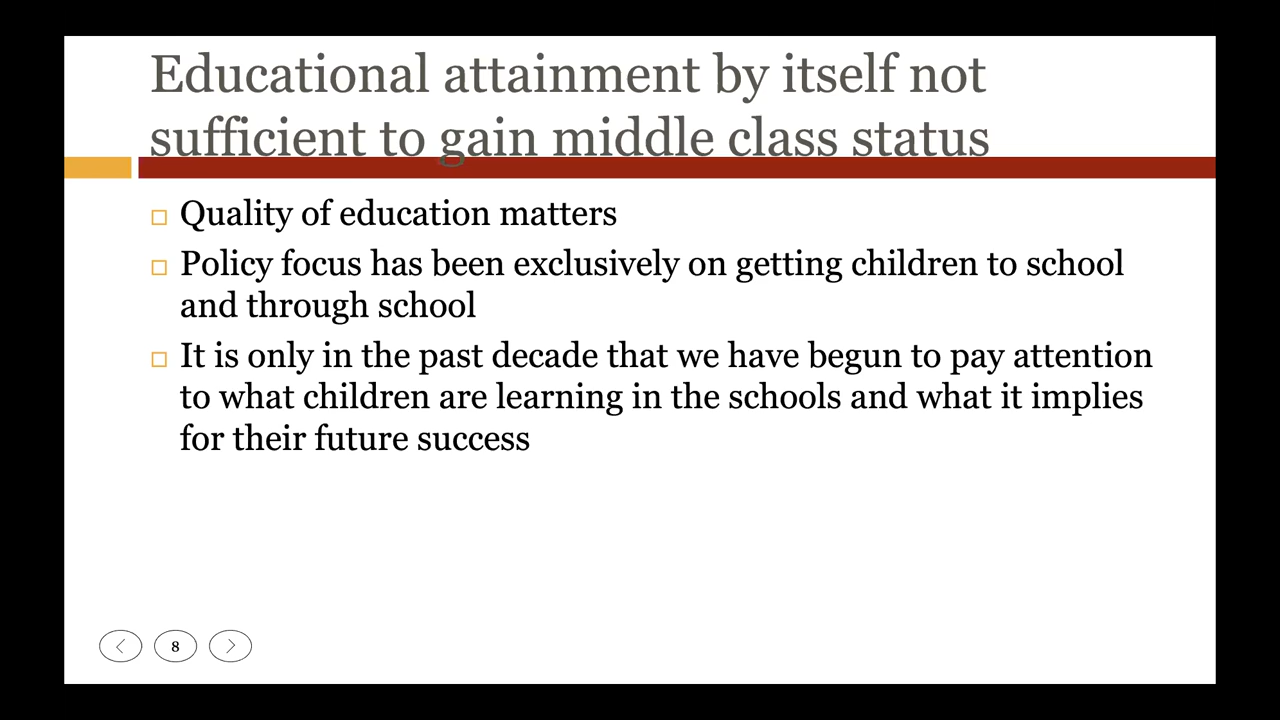 Educational attainment by itself not
sufficient to gain middle class status
Quality of education matters
Policy focus has been exclusively on getting children to school
and through school
It is only in the past decade that we have begun to pay attention
to what children are learning in the schools and what it implies
for their future success
8